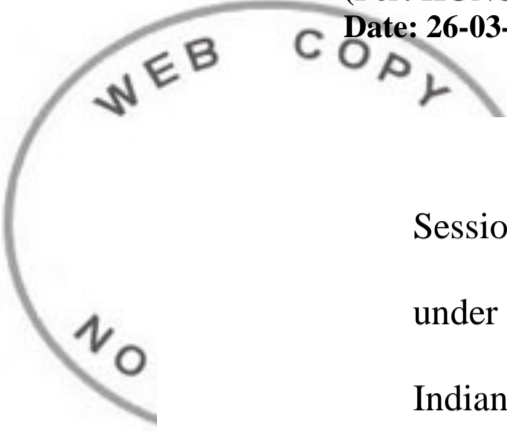 Date: 26-03-
WEB COPY
Sessio
under
Indian
NO